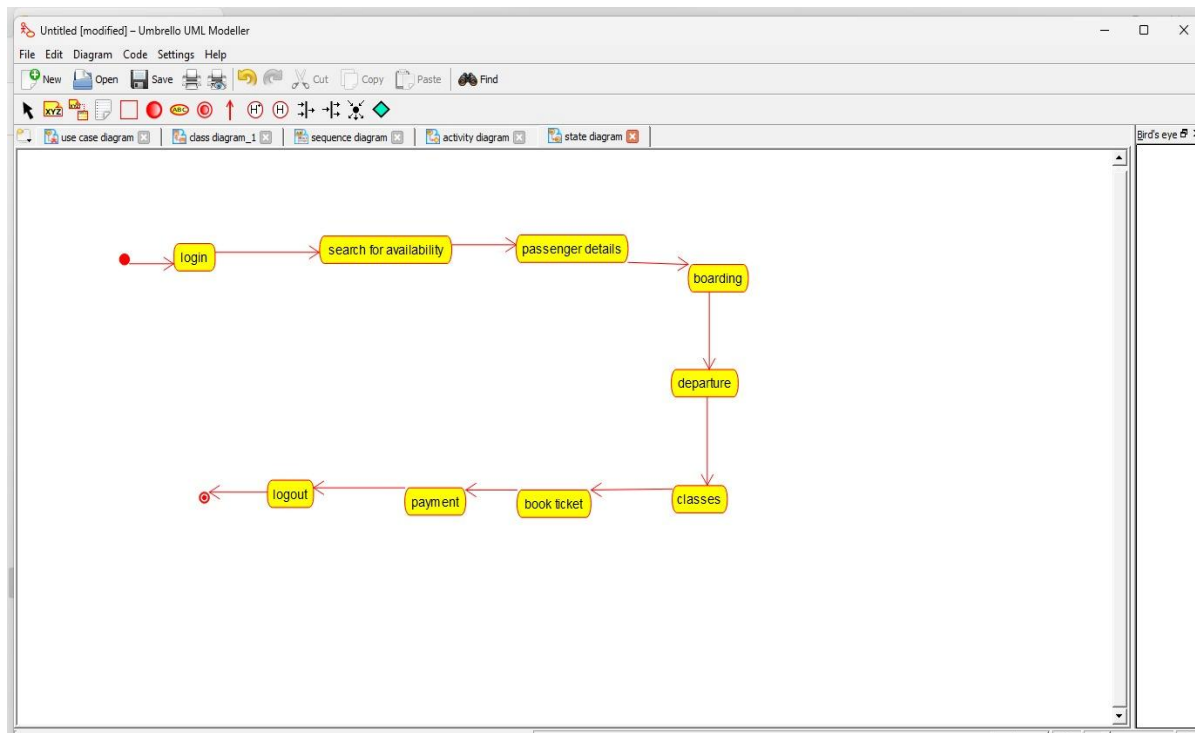 Untitled [modified] – Umbrello UML Modeller
File Edit Diagram Code Settings Help
New Open Save Cut Copy Paste Find
XYZ ABC H* H
use case diagram class diagram_1 sequence diagram activity diagram state diagram Bird's eye
login search for availability passenger details
boarding
departure
logout payment book ticket classes